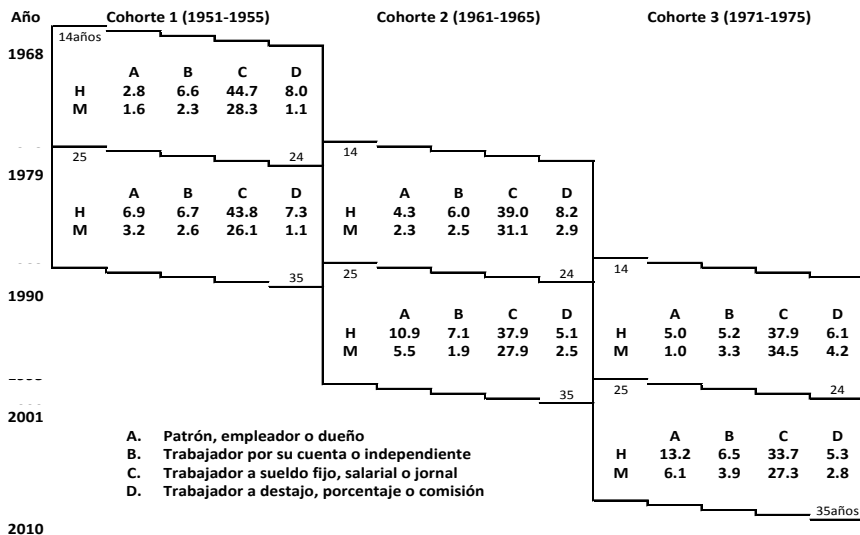 Año Cohorte 1 (1951-1955) Cohorte 2 (1961-1965) Cohorte 3 (1971-1975)
14años
1968
A B C D
H 2.8 6.6 44.7 8.0
M 1.6 2.3 28.3 1.1
14
25 24
1979
A B C D A B C D
H 6.9 6.7 43.8 7.3 H 4.3 6.0 39.0 8.2
M 3.2 2.6 26.1 1.1 M 2.3 2.5 31.1 2.9
14
35 25 24
1990
A B C D A B C D
H 10.9 7.1 37.9 5.1 H 5.0 5.2 37.9 6.1
M 5.5 1.9 27.9 2.5 M 1.0 3.3 34.5 4.2
35 25 24
2001
A. Patrón, empleador o dueño
B. Trabajador por su cuenta o independiente
C. Trabajador a sueldo fijo, salarial o jornal
D. Trabajador a destajo, porcentaje o comisión
A B C D
H 13.2 6.5 33.7 5.3
M 6.1 3.9 27.3 2.8
35años
2010